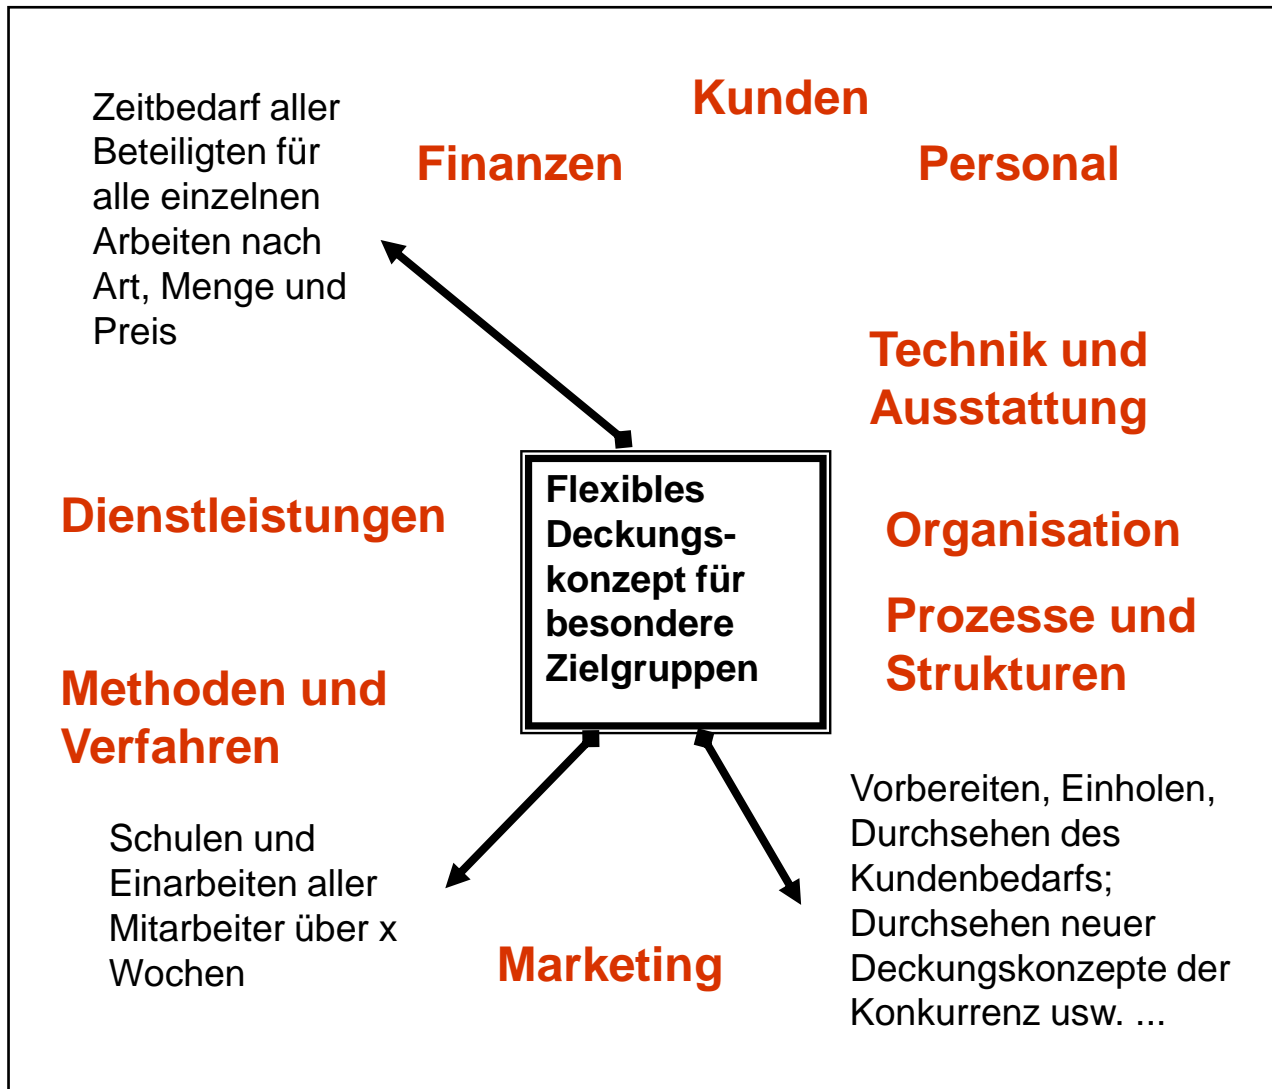 Zeitbedarf aller
Beteiligten für
alle einzelnen
Arbeiten nach
Art, Menge und
Preis
Finanzen
Kunden
Personal
Technik und
Ausstattung
Dienstleistungen
Flexibles
Deckungs-
konzept für
besondere
Zielgruppen
Organisation
Prozesse und
Strukturen
Methoden und
Verfahren
Schulen und
Einarbeiten aller
Mitarbeiter über x
Wochen
Marketing
Vorbereiten, Einholen,
Durchsehen des
Kundenbedarfs;
Durchsehen neuer
Deckungskonzepte der
Konkurrenz usw. ...